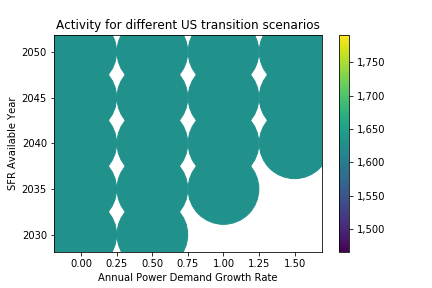 Activity for different US transition scenarios
2050
2045
2040
2035
2030
SFR Available Year
0.00 0.25 0.50 0.75 1.00 1.25 1.50
Annual Power Demand Growth Rate
1,750
1,700
1,650
1,600
1,550
1,500